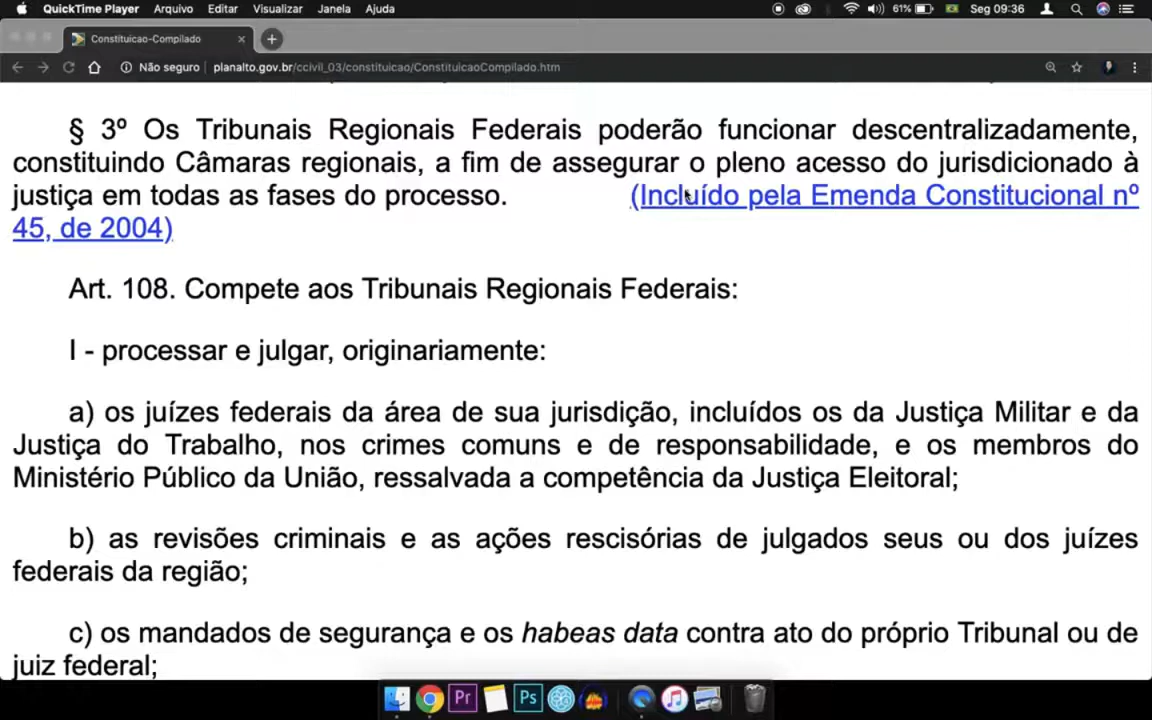 QuickTime Player Arquivo Editar Visualizar Janela Ajuda 61% Seg 09:36
Constituicao-Compilado
Não seguro planalto.gov.br/ccivil_03/constituicao/ConstituicaoCompilado.htm
§ 3º Os Tribunais Regionais Federais poderão funcionar descentralizadamente,
constituindo Câmaras regionais, a fim de assegurar o pleno acesso do jurisdicionado à
justiça em todas as fases do processo. (Incluído pela Emenda Constitucional nº
45, de 2004)
Art. 108. Compete aos Tribunais Regionais Federais:
I - processar e julgar, originariamente:
a) os juízes federais da área de sua jurisdição, incluídos os da Justiça Militar e da
Justiça do Trabalho, nos crimes comuns e de responsabilidade, e os membros do
Ministério Público da União, ressalvada a competência da Justiça Eleitoral;
b) as revisões criminais e as ações rescisórias de julgados seus ou dos juízes
federais da região;
c) os mandados de segurança e os habeas data contra ato do próprio Tribunal ou de
juiz federal;
Pr Ps